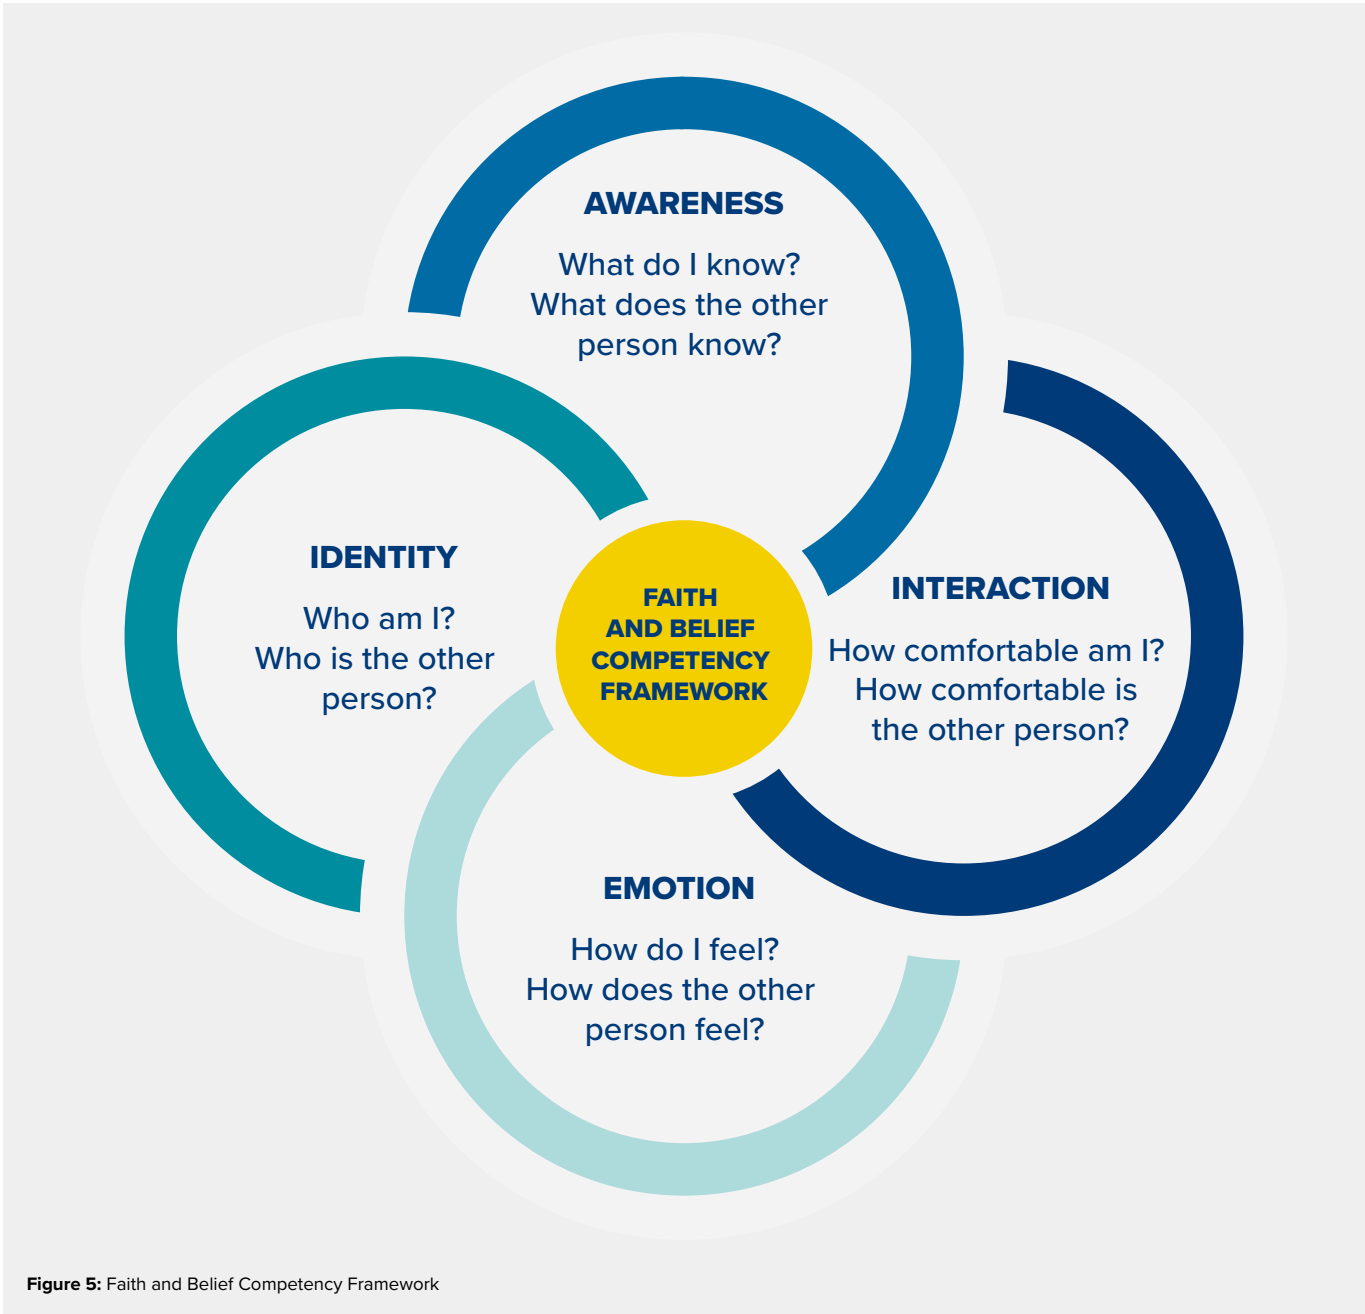 AWARENESS
What do I know?
What does the other
person know?
IDENTITY
Who am I?
Who is the other
person?
FAITH
AND BELIEF
COMPETENCY
FRAMEWORK
INTERACTION
How comfortable am I?
How comfortable is
the other person?
EMOTION
How do I feel?
How does the other
person feel?
Figure 5: Faith and Belief Competency Framework